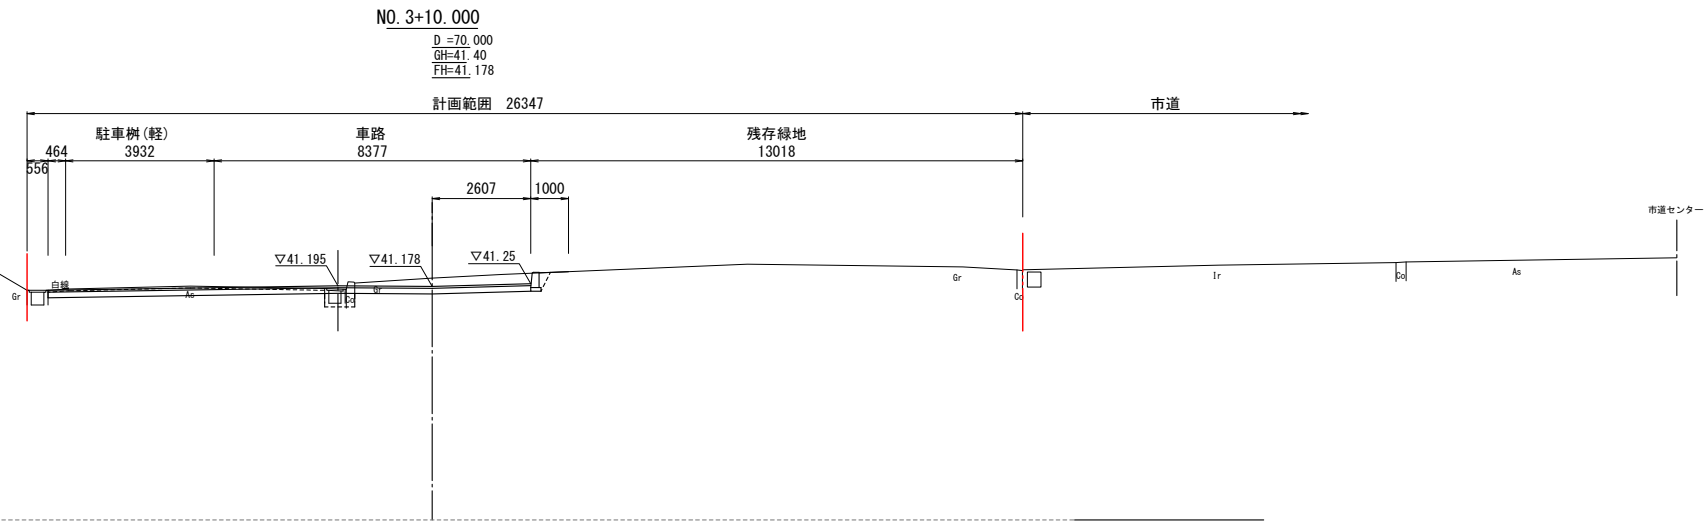 NO. 3+10.000
D =70.000
GH=41.40
FH=41.178
計画範囲 26347
市道
駐車桝(軽)
車路
残存緑地
464
3932
8377
13018
556
2607
1000
市道センター
▽41.195
▽41.178
▽41.25
白線
Gr
As
Co
Gr
Gr
Co
Ir
Co
As